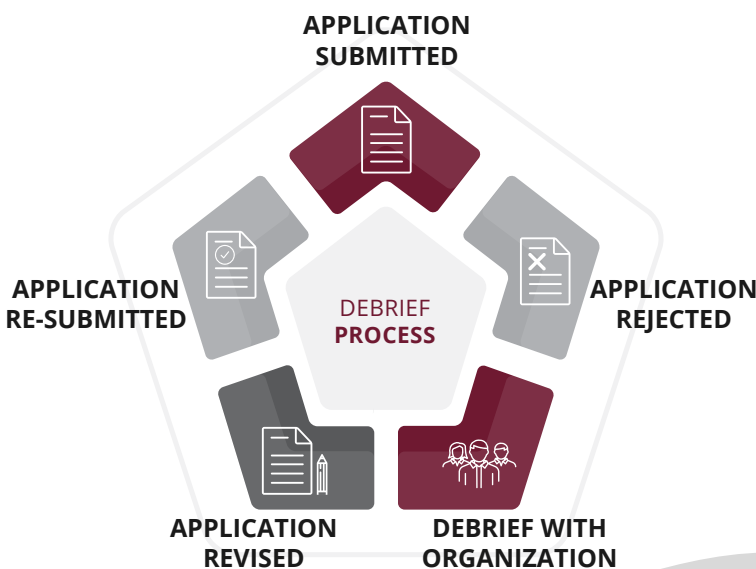 APPLICATION
SUBMITTED
APPLICATION
REJECTED
DEBRIEF WITH
ORGANIZATION
APPLICATION
REVISED
APPLICATION
RE-SUBMITTED
DEBRIEF
PROCESS